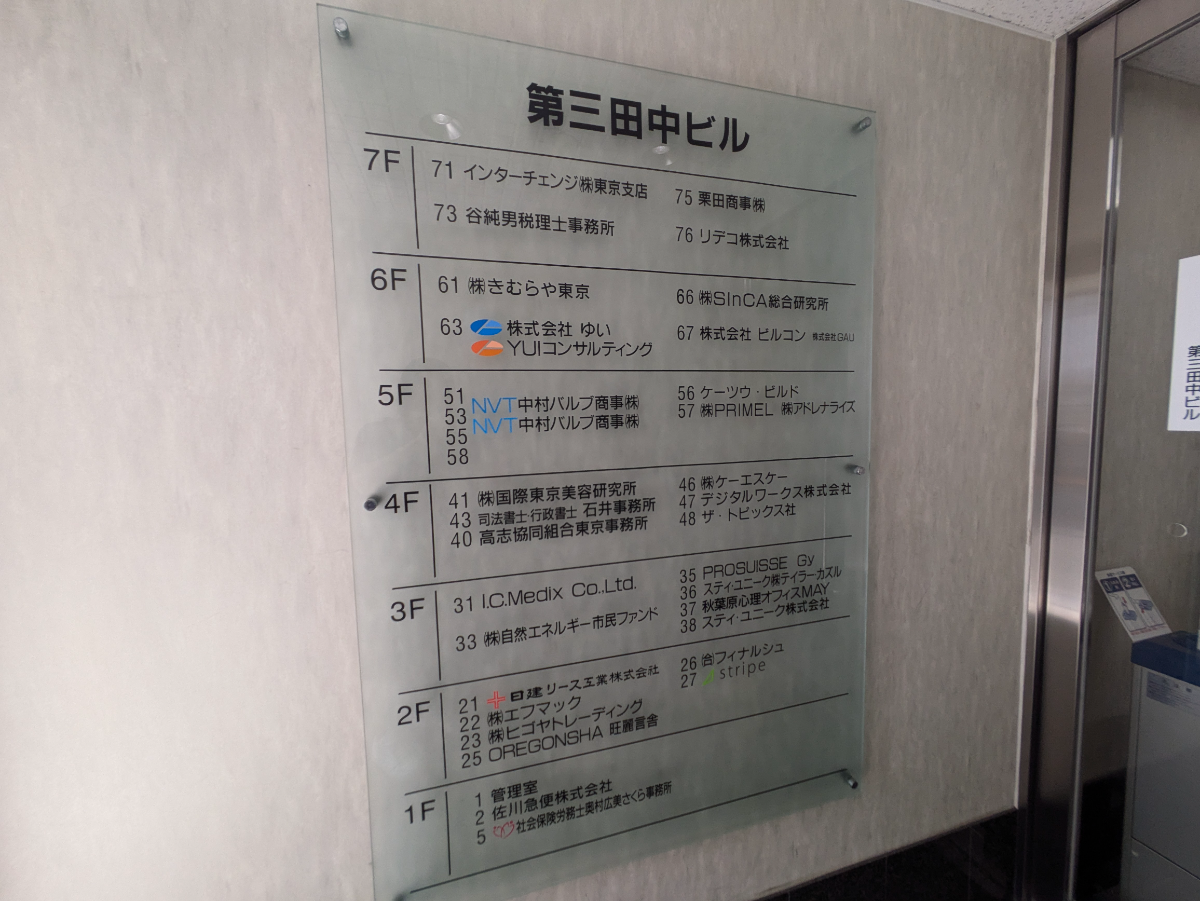 第三田中ビル
7F
71 インターチェンジ㈱東京支店
75 栗田商事㈱
73 谷純男税理士事務所
76 リデコ株式会社
6F
61 ㈱きむらや東京
66 ㈱SInCA総合研究所
63 株式会社 ゆい
YUIコンサルティング
67 株式会社 ビルコン 株式会社GAU
5F
51 NVT中村バルブ商事㈱
53 NVT中村バルブ商事㈱
55
58
56 ケーツウ・ビルド
57 ㈱PRIMEL ㈱アドレナライズ
4F
41 ㈱国際東京美容研究所
43 司法書士・行政書士 石井事務所
40 高志協同組合東京事務所
46 ㈱ケーエスケー
47 デジタルワークス株式会社
48 ザ・トピックス社
3F
31 I.C.Medix Co.,Ltd.
33 ㈱自然エネルギー市民ファンド
35 PROSUISSE Gy
36 スティ・ユニーク㈱テイラーカズル
37 秋葉原心理オフィスMAY
38 スティ・ユニーク株式会社
2F
21 日建リース工業株式会社
22 ㈱エフマック
23 ㈱ヒゴヤトレーディング
25 OREGONSHA 旺麗言舎
26 ㈾フィナルシュ
27 stripe
1F
1 管理室
2 佐川急便株式会社
5 社会保険労務士奥村広美さくら事務所
第三田中ビル